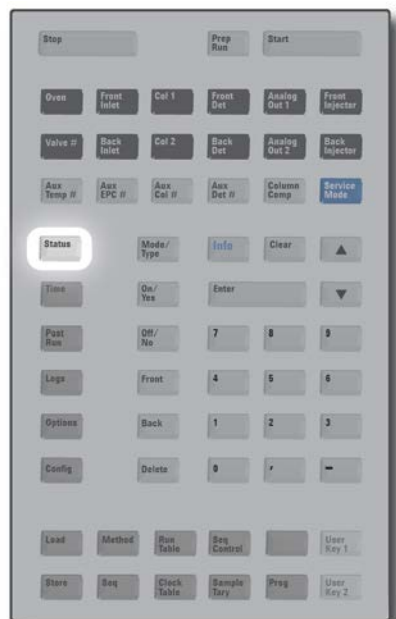 Stop
Prep
Run
Start
Oven
Front
Inlet
Col 1
Front
Det
Analog
Out 1
Front
Injector
Valve #
Back
Inlet
Col 2
Back
Det
Analog
Out 2
Back
Injector
Aux
Temp #
Aux
EPC #
Aux
Col #
Aux
Det #
Column
Comp
Service
Mode
Status
Mode/
Type
Info
Clear
▲
Time
On/
Yes
Enter
▼
Post
Run
Off/
No
7
8
9
Logs
Front
4
5
6
Options
Back
1
2
3
Config
Delete
0
-
Load
Method
Run
Table
Seq
Control
User
Key 1
Store
Seq
Clock
Table
Sample
Tary
Prog
User
Key 2